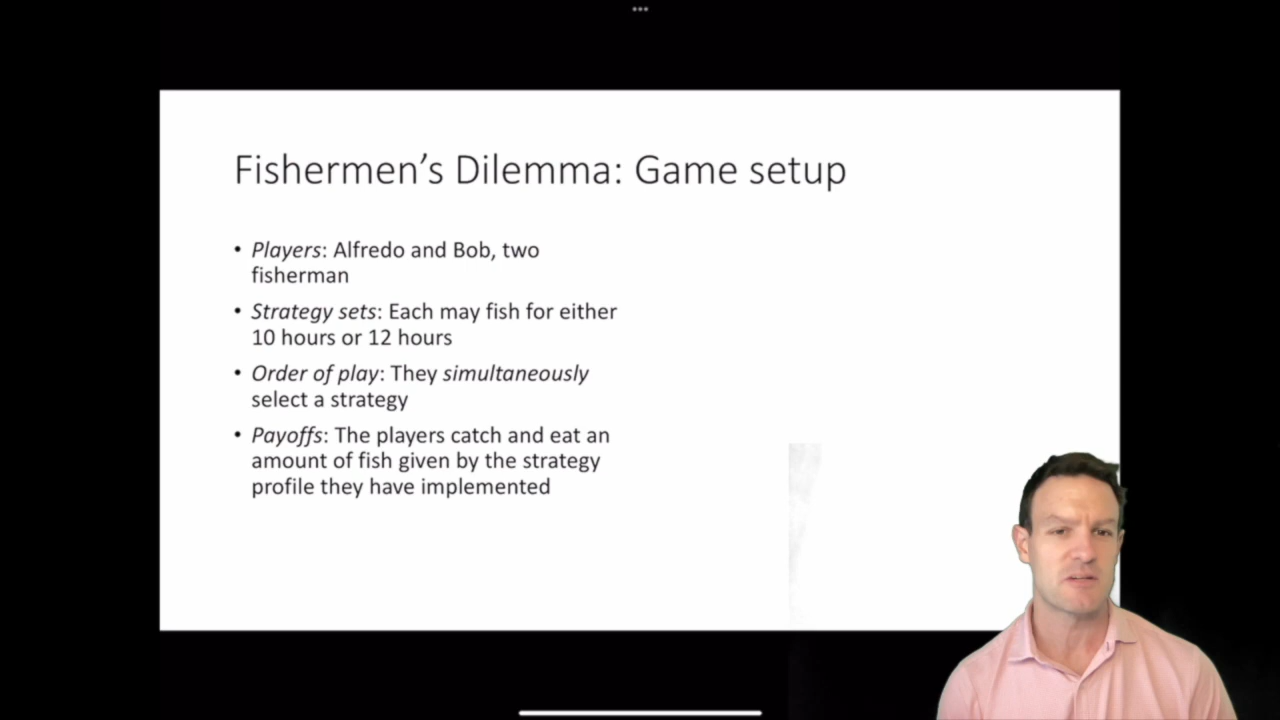 Fishermen’s Dilemma: Game setup
• Players: Alfredo and Bob, two
fisherman
• Strategy sets: Each may fish for either
10 hours or 12 hours
• Order of play: They simultaneously
select a strategy
• Payoffs: The players catch and eat an
amount of fish given by the strategy
profile they have implemented